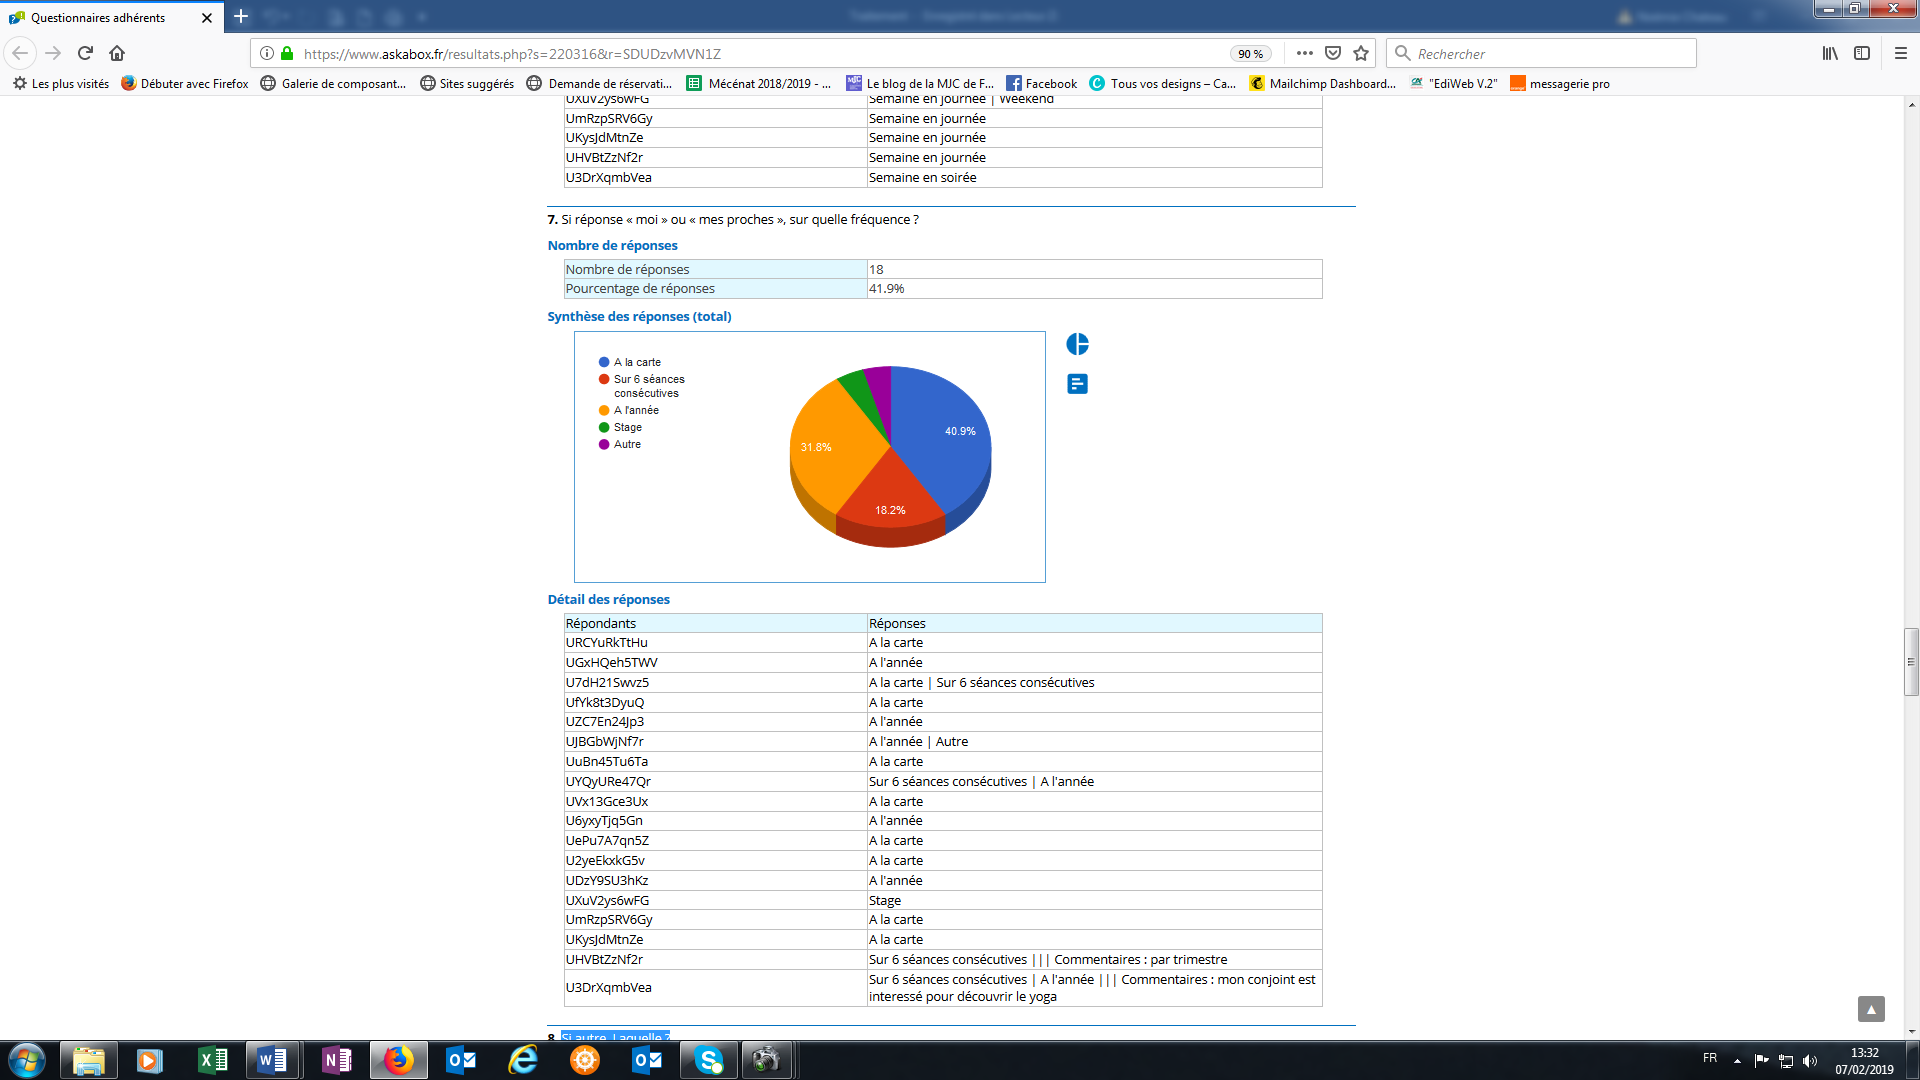 Questionnaires adhérents
https://www.askabox.fr/resultats.php?s=220316&r=SDUDzvMVN1Z
90 %
Rechercher
Les plus visités
Débuter avec Firefox
Galerie de composant...
Sites suggérés
Demande de réservati...
Mécénat 2018/2019 - ...
Le blog de la MJC de F...
Facebook
Tous vos designs – Ca...
Mailchimp Dashboard...
"EdiWeb V.2"
messagerie pro
UXuV2ys6wFG Semaine en journée | Weekend
UmRzpSRV6Gy Semaine en journée
UKysJdMtnZe Semaine en journée
UHVBtZzNf2r Semaine en journée
U3DrXqmbVea Semaine en soirée
7. Si réponse « moi » ou « mes proches », sur quelle fréquence ?
Nombre de réponses
Nombre de réponses 18
Pourcentage de réponses 41.9%
Synthèse des réponses (total)
A la carte
Sur 6 séances
consécutives
A l'année
Stage
Autre
40.9%
31.8%
18.2%
Détail des réponses
Répondants Réponses
URCYuRkTtHu A la carte
UGxHQeh5TWV A l'année
U7dH21Swvz5 A la carte | Sur 6 séances consécutives
UfYk8t3DyuQ A la carte
UZC7En24Jp3 A l'année
UJBGbWjNf7r A l'année | Autre
UuBn45Tu6Ta A la carte
UYQyURe47Qr Sur 6 séances consécutives | A l'année
UVx13Gce3Ux A la carte
U6yxyTjq5Gn A l'année
UePu7A7qn5Z A la carte
U2yeEkxkG5v A la carte
UDzY9SU3hKz A l'année
UXuV2ys6wFG Stage
UmRzpSRV6Gy A la carte
UKysJdMtnZe A la carte
UHVBtZzNf2r Sur 6 séances consécutives ||| Commentaires : par trimestre
U3DrXqmbVea Sur 6 séances consécutives | A l'année ||| Commentaires : mon conjoint est
interessé pour découvrir le yoga
8. Si autre, Laquelle ?
FR
13:32
07/02/2019